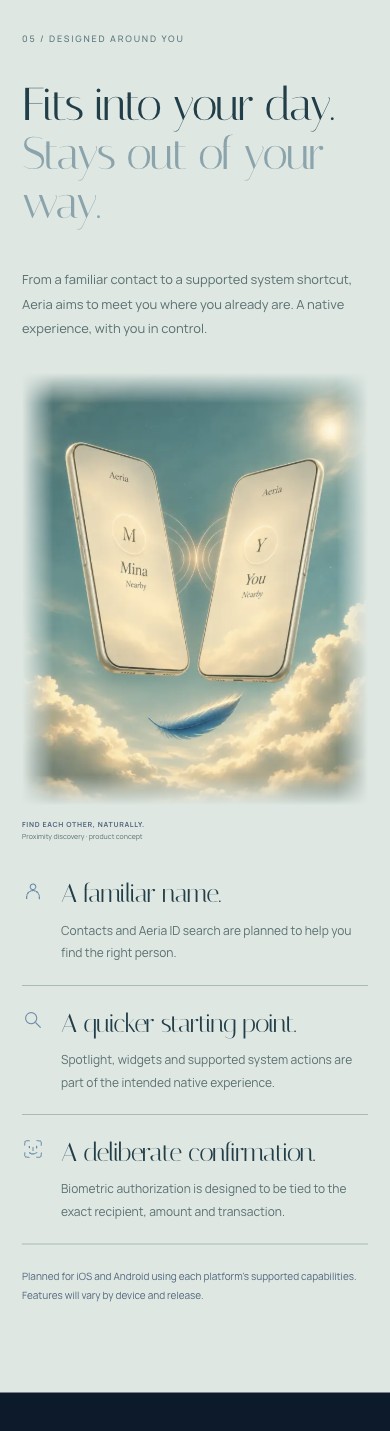 05 / DESIGNED AROUND YOU
Fits into your day.
Stays out of your
way.
From a familiar contact to a supported system shortcut,
Aeria aims to meet you where you already are. A native
experience, with you in control.
Aeria
M
Mina
Nearby
Aeria
Y
You
Nearby
FIND EACH OTHER, NATURALLY.
Proximity discovery · product concept
A familiar name.
Contacts and Aeria ID search are planned to help you
find the right person.
A quicker starting point.
Spotlight, widgets and supported system actions are
part of the intended native experience.
A deliberate confirmation.
Biometric authorization is designed to be tied to the
exact recipient, amount and transaction.
Planned for iOS and Android using each platform's supported capabilities.
Features will vary by device and release.